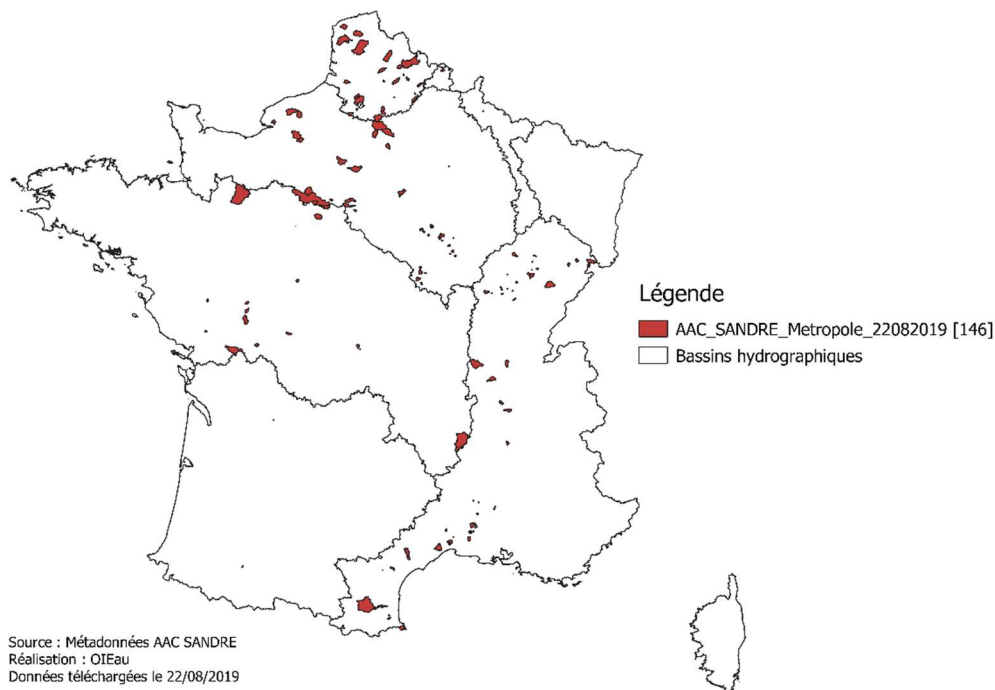 Légende
AAC_SANDRE_Metropole_22082019 [146]
Bassins hydrographiques
Source : Métadonnées AAC SANDRE
Réalisation : OIEau
Données téléchargées le 22/08/2019